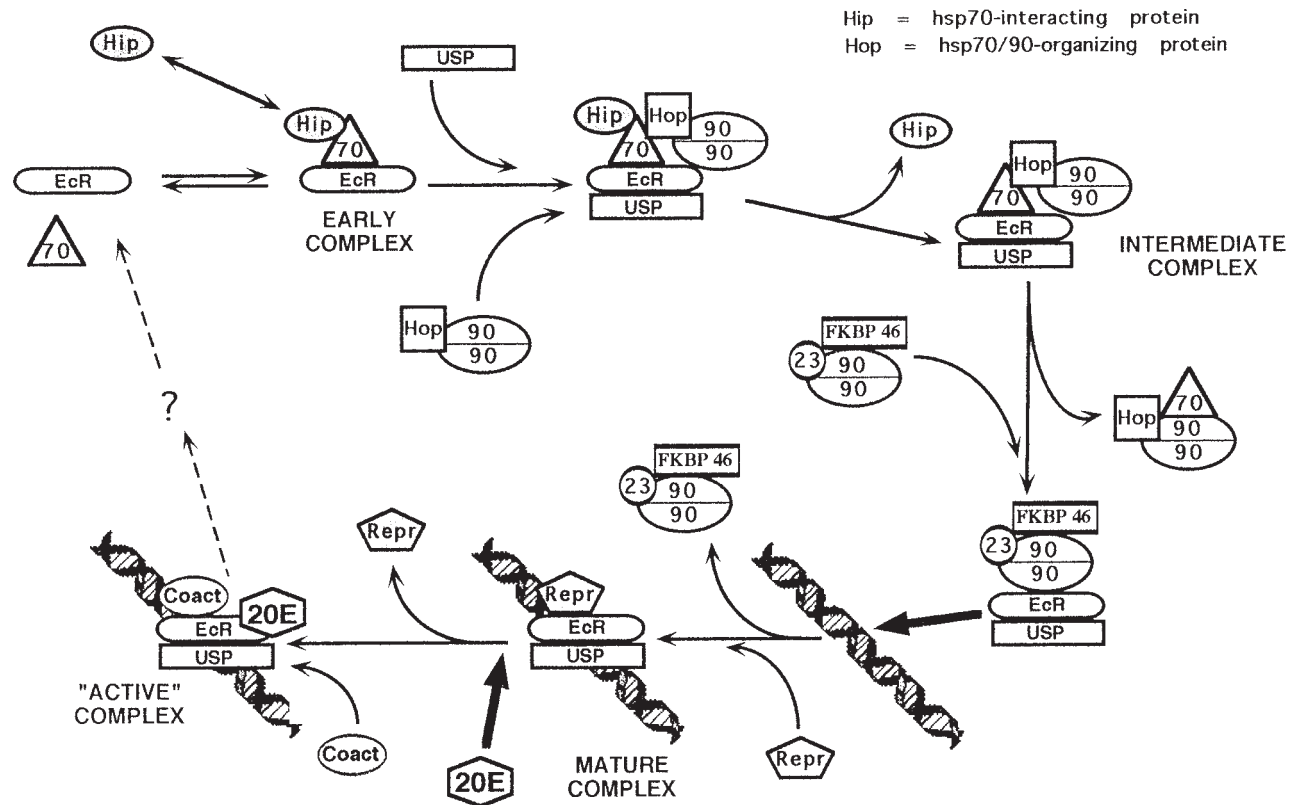 Hip = hsp70-interacting protein
Hop = hsp70/90-organizing protein
Hip
USP
Hip
70
EcR
EARLY
COMPLEX
EcR
70
Hip
Hop
70
90
90
EcR
USP
Hip
Hop
70
90
90
EcR
USP
INTERMEDIATE
COMPLEX
Hop
90
90
FKBP 46
23
90
90
Hop
70
90
90
?
FKBP 46
23
90
90
Repr
FKBP 46
23
90
90
EcR
USP
Coact
20E
EcR
USP
"ACTIVE"
COMPLEX
Repr
EcR
USP
Coact
20E
MATURE
COMPLEX
Repr